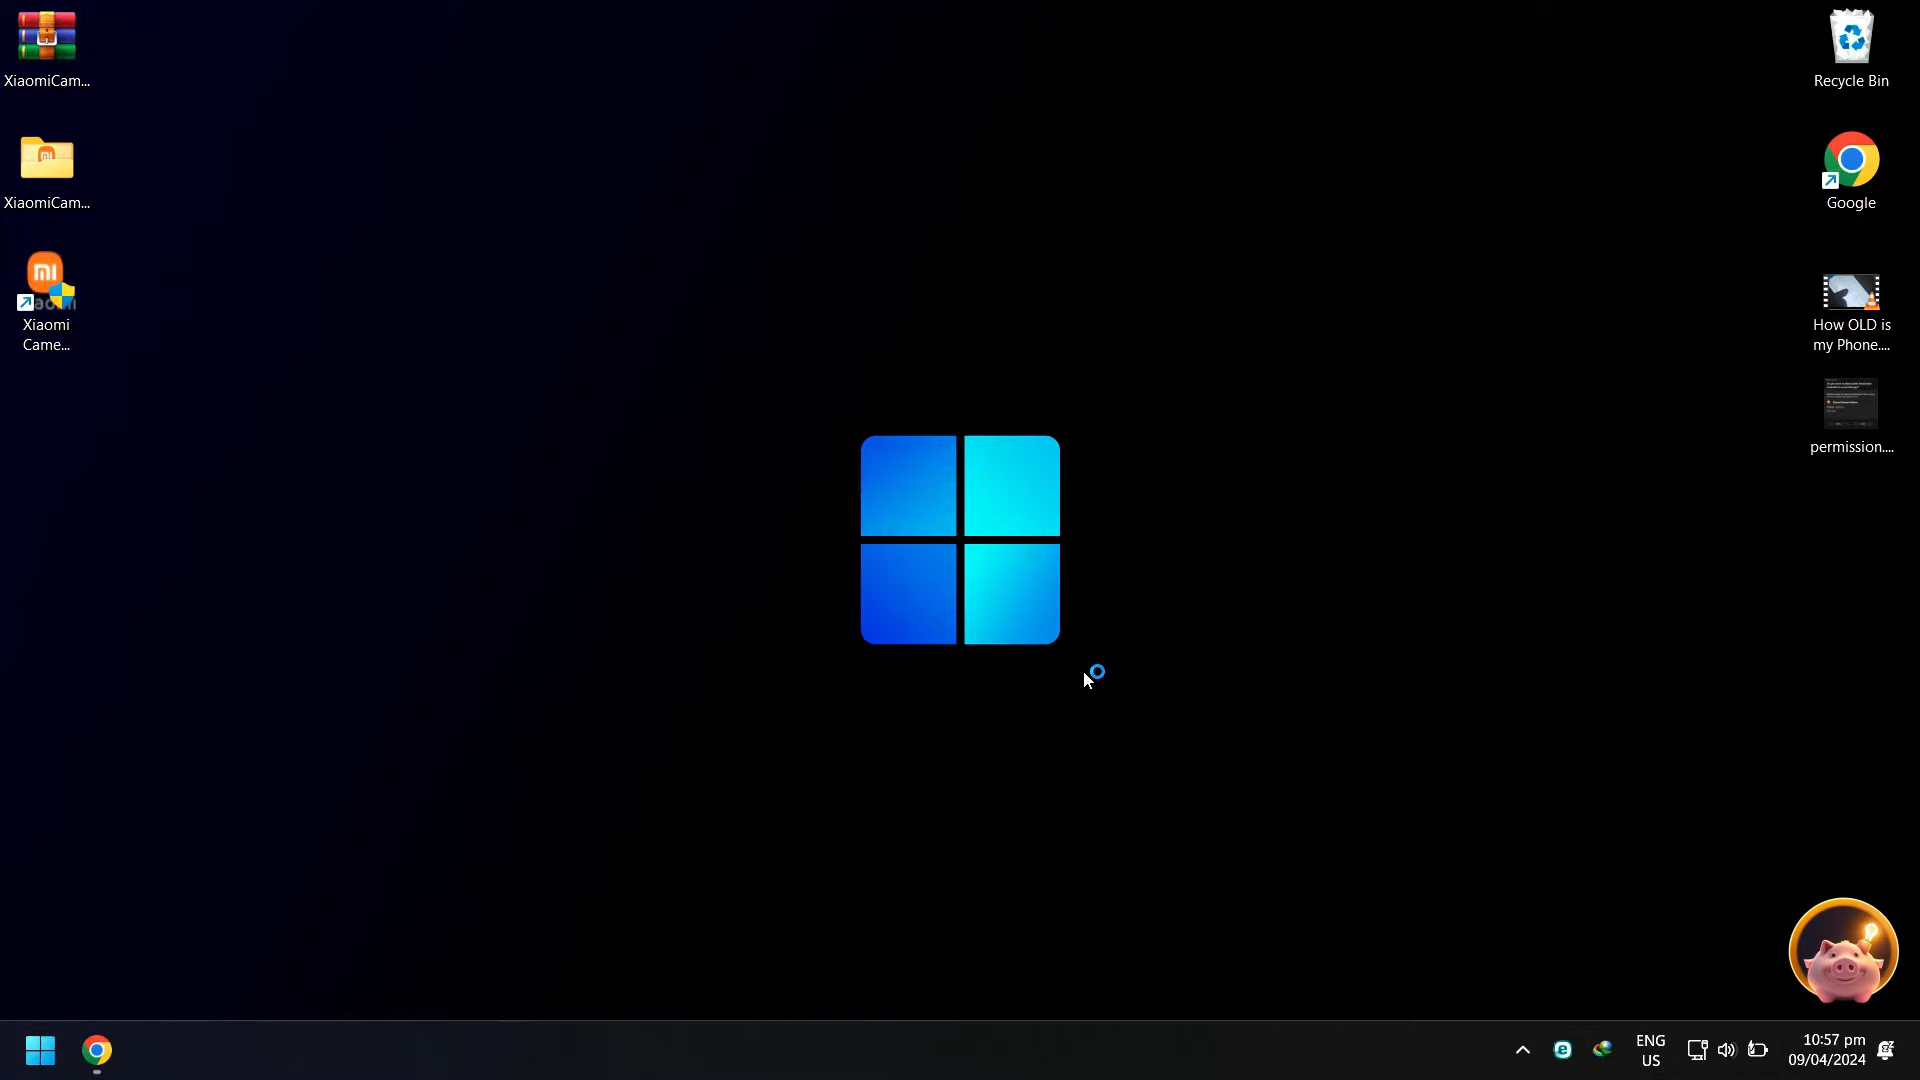 XiaomiCam...
XiaomiCam...
Xiaomi
Came...
Recycle Bin
Google
How OLD is
my Phone....
permission....
ENG
US
10:57 pm
09/04/2024